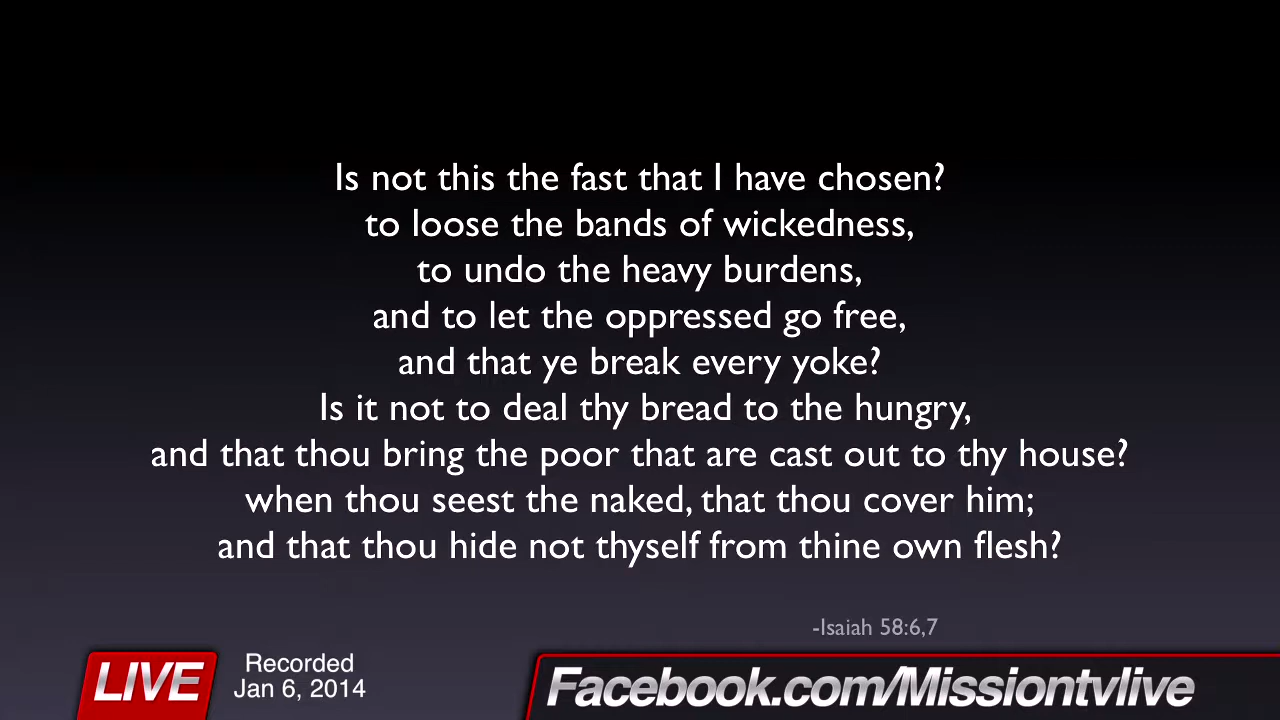 Is not this the fast that I have chosen?
to loose the bands of wickedness,
to undo the heavy burdens,
and to let the oppressed go free,
and that ye break every yoke?
Is it not to deal thy bread to the hungry,
and that thou bring the poor that are cast out to thy house?
when thou seest the naked, that thou cover him;
and that thou hide not thyself from thine own flesh?
-Isaiah 58:6,7
LIVE
Recorded
Jan 6, 2014
Facebook.com/Missiontvlive